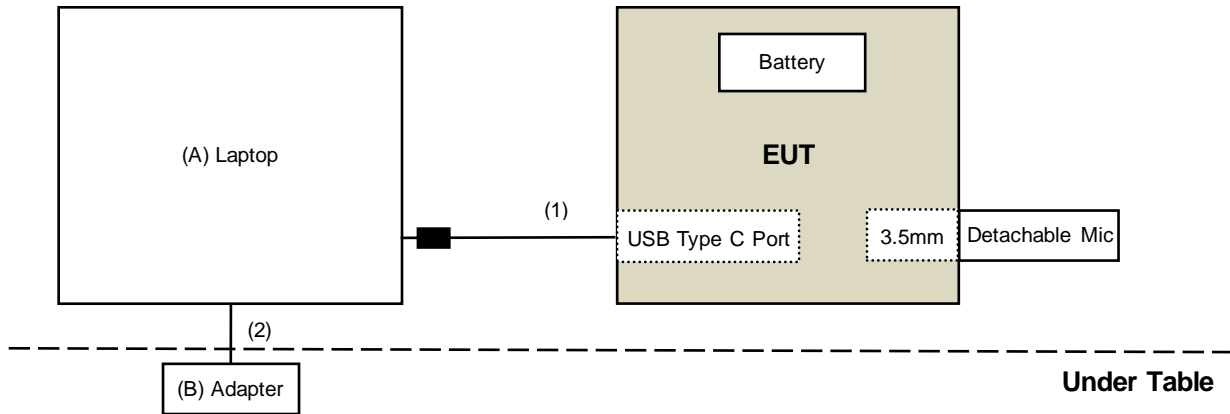 Battery
(A) Laptop
EUT
(1)
USB Type C Port
3.5mm
Detachable Mic
(2)
(B) Adapter
Under Table